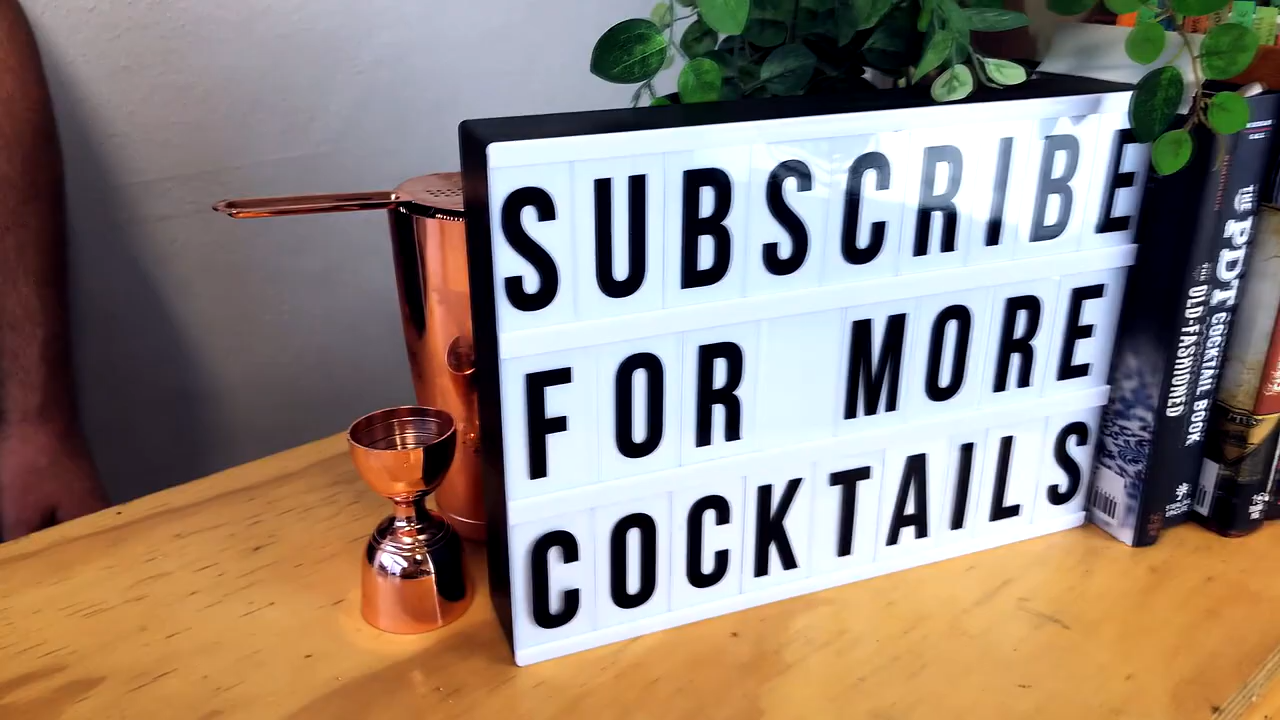 SUBSCRIBE
FOR MORE
COCKTAILS
THE OLD-FASHIONED
THE PDT COCKTAIL BOOK